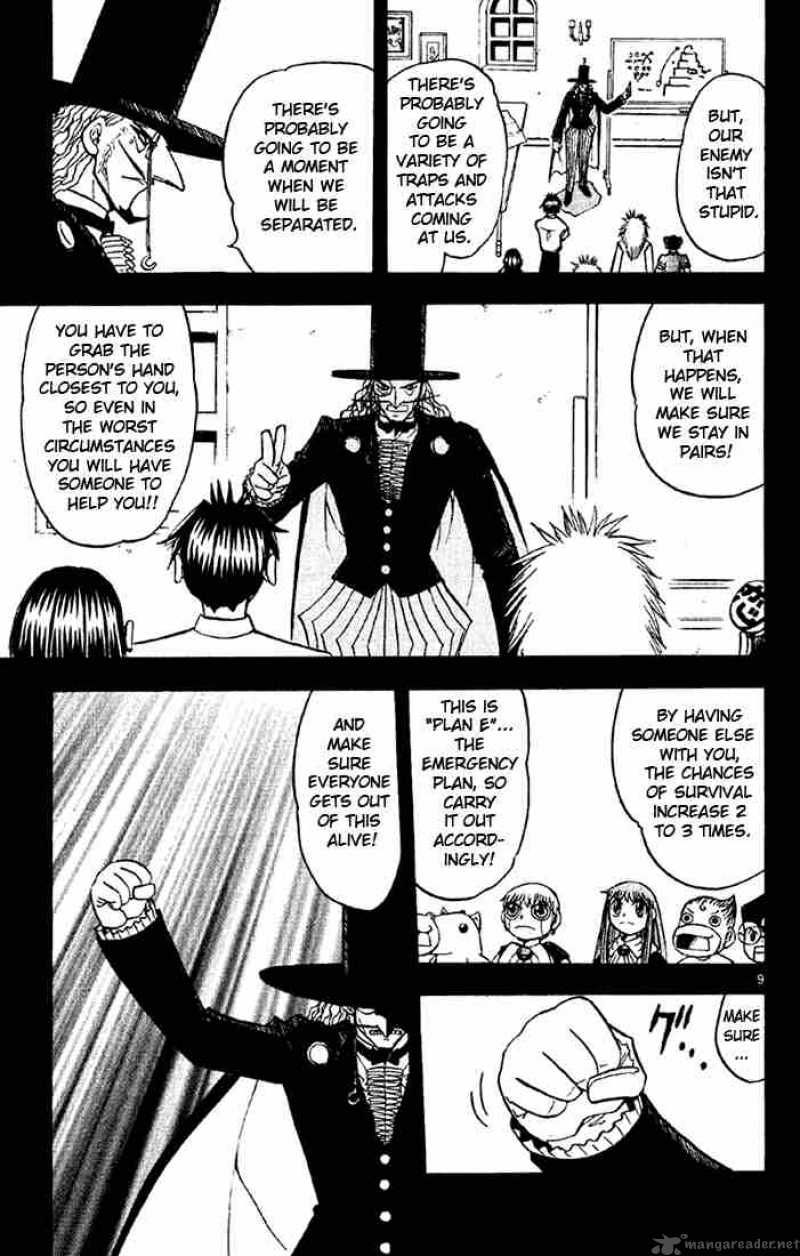 BUT,
OUR
ENEMY
ISN'T
THAT
STUPID.
THERE'S
PROBABLY
GOING
TO BE A
VARIETY OF
TRAPS AND
ATTACKS
COMING
AT US.
THERE'S
PROBABLY
GOING TO BE
A MOMENT
WHEN WE
WILL BE
SEPARATED.
BUT, WHEN
THAT
HAPPENS,
WE WILL
MAKE SURE
WE STAY IN
PAIRS!
YOU HAVE TO
GRAB THE
PERSON'S HAND
CLOSEST TO YOU,
SO EVEN IN
THE WORST
CIRCUMSTANCES
YOU WILL HAVE
SOMEONE TO
HELP YOU!!
BY HAVING
SOMEONE ELSE
WITH YOU,
THE CHANCES
OF SURVIVAL
INCREASE 2
TO 3 TIMES.
THIS IS
"PLAN E"...
THE
EMERGENCY
PLAN, SO
CARRY
IT OUT
ACCORD-
INGLY!
9
MAKE
SURE
...
グッ...
AND
MAKE
SURE
EVERYONE
GETS OUT
OF THIS
ALIVE!
mangareader.net